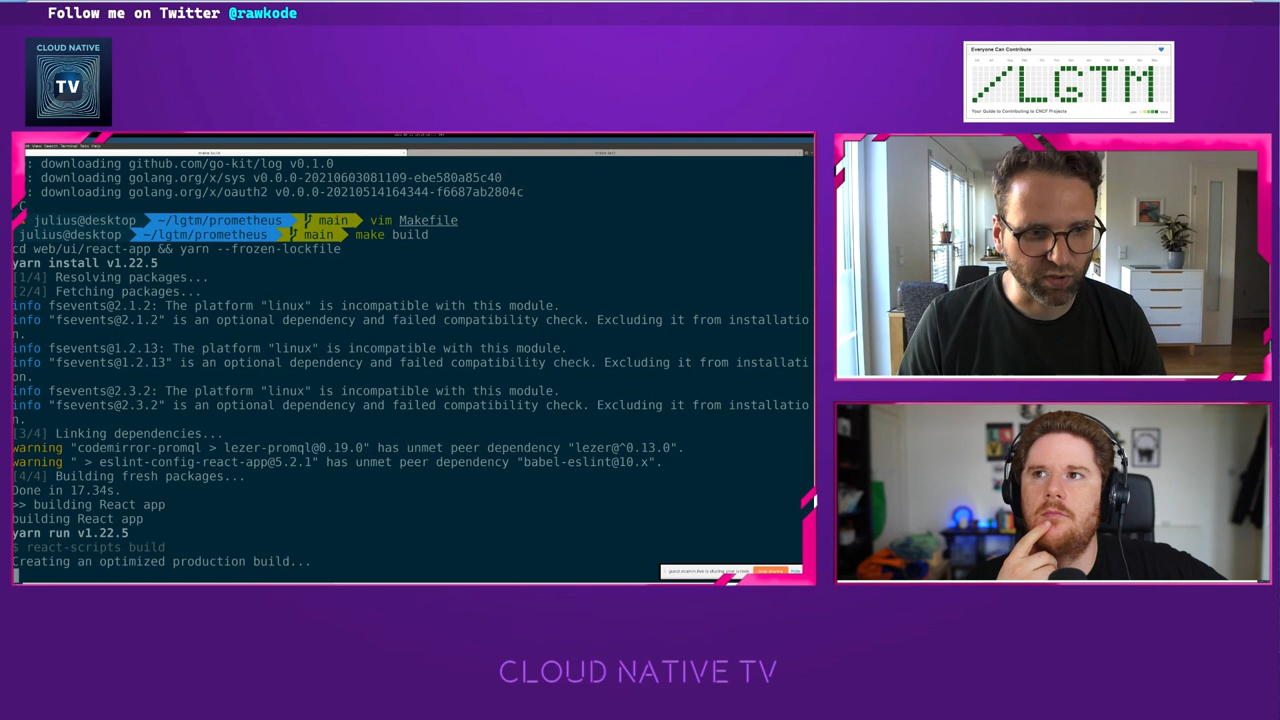 Follow me on Twitter @rawkode
CLOUD NATIVE
TV
Everyone Can Contribute
/LGTM
Your Guide to Contributing to CNCF Projects
: downloading github.com/go-kit/log v0.1.0
: downloading golang.org/x/sys v0.0.0-20210603081109-ebe580a85c40
: downloading golang.org/x/oauth2 v0.0.0-20210514164344-f6687ab2804c
C
julius@desktop ~/lgtm/prometheus main vim Makefile
julius@desktop ~/lgtm/prometheus main make build
cd web/ui/react-app && yarn --frozen-lockfile
yarn install v1.22.5
[1/4] Resolving packages...
[2/4] Fetching packages...
info fsevents@2.1.2: The platform "linux" is incompatible with this module.
info "fsevents@2.1.2" is an optional dependency and failed compatibility check. Excluding it from installatio
n.
info fsevents@1.2.13: The platform "linux" is incompatible with this module.
info "fsevents@1.2.13" is an optional dependency and failed compatibility check. Excluding it from installati
on.
info fsevents@2.3.2: The platform "linux" is incompatible with this module.
info "fsevents@2.3.2" is an optional dependency and failed compatibility check. Excluding it from installatio
n.
[3/4] Linking dependencies...
warning "codemirror-promql > lezer-promql@0.19.0" has unmet peer dependency "lezer@^0.13.0".
warning " > eslint-config-react-app@5.2.1" has unmet peer dependency "babel-eslint@10.x".
[4/4] Building fresh packages...
Done in 17.34s.
>> building React app
building React app
yarn run v1.22.5
$ react-scripts build
Creating an optimized production build...
Stop sharing
Hide
CLOUD NATIVE TV